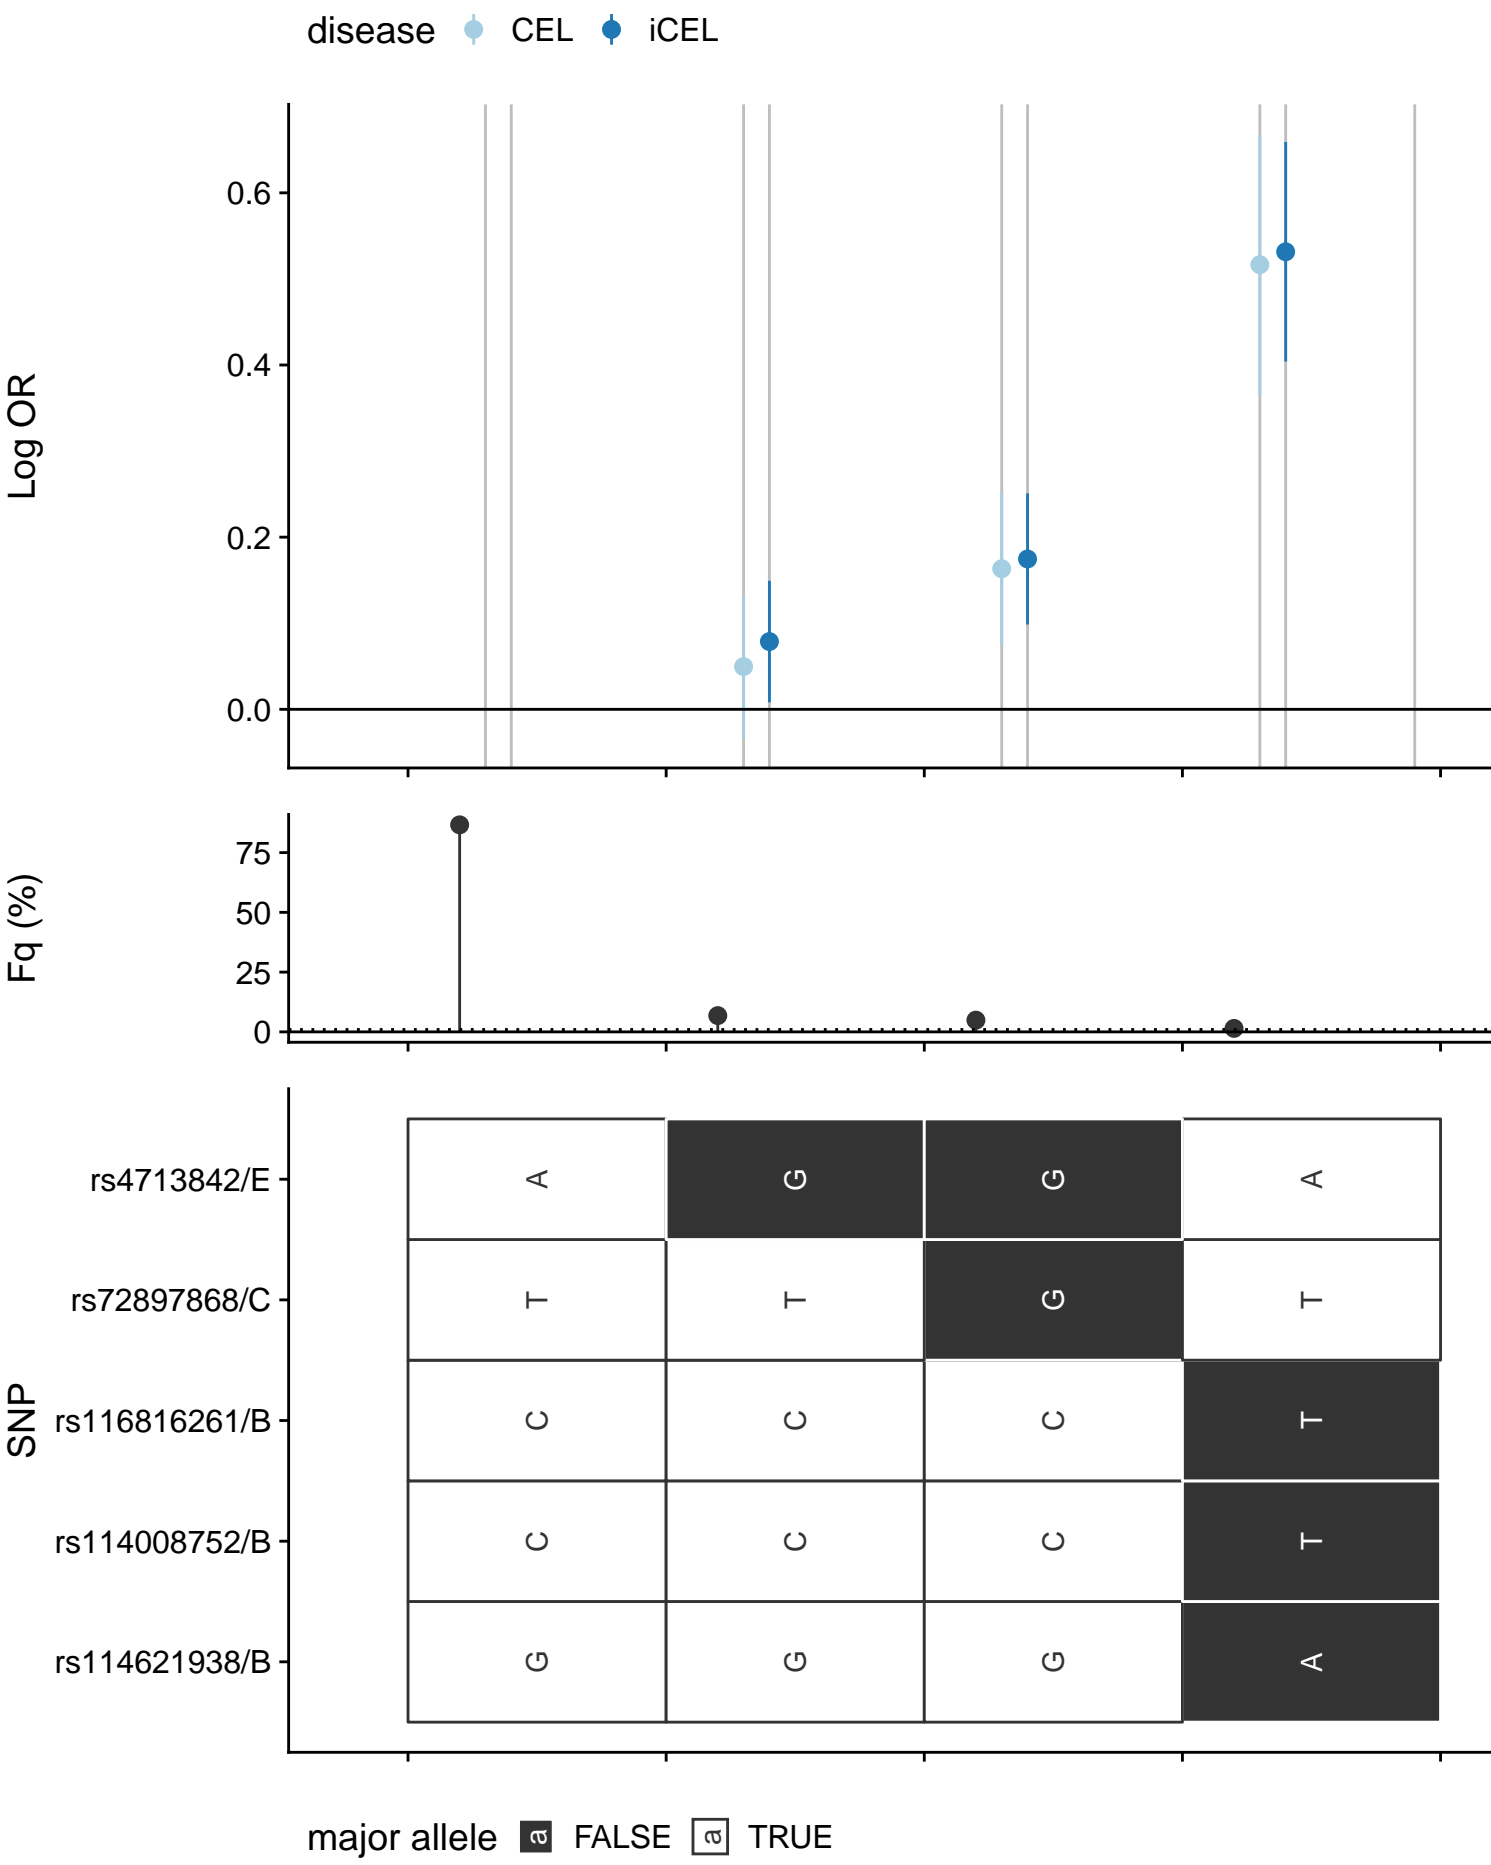 disease CEL iCEL
Log OR
0.6
0.4
0.2
0.0
Fq (%)
75
50
25
0
SNP
rs4713842/E A G G A
rs72897868/C T T G T
rs116816261/B C C C T
rs114008752/B C C C T
rs114621938/B G G G A
major allele a FALSE a TRUE